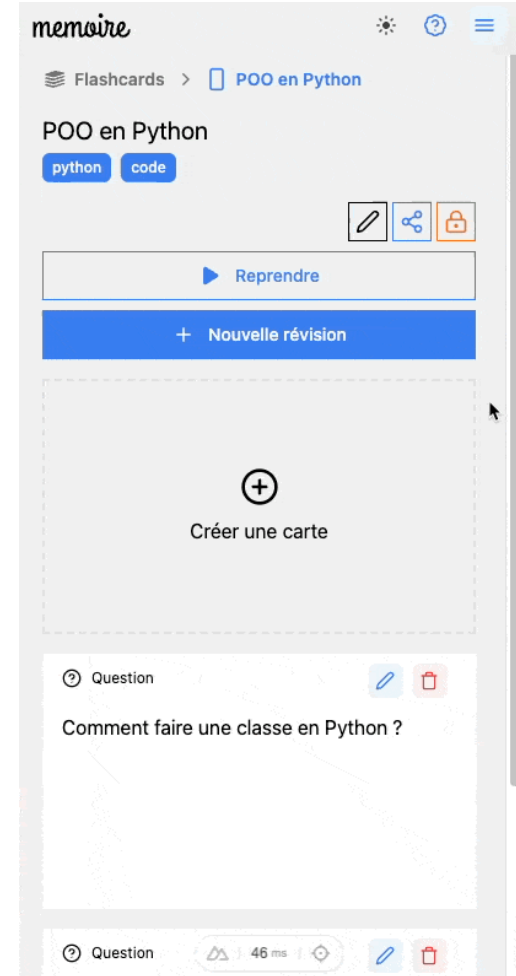 memoire
Flashcards > POO en Python
POO en Python
python code
Reprendre
+ Nouvelle révision
Créer une carte
Question
Comment faire une classe en Python ?
Question 46 ms